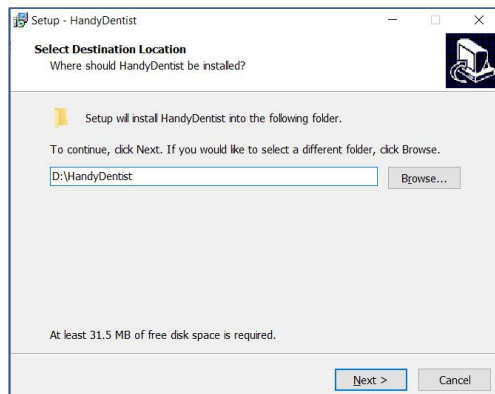 Setup - HandyDentist
Select Destination Location
Where should HandyDentist be installed?
Setup will install HandyDentist into the following folder.
To continue, click Next. If you would like to select a different folder, click Browse.
D:\HandyDentist
Browse...
At least 31.5 MB of free disk space is required.
Next >
Cancel